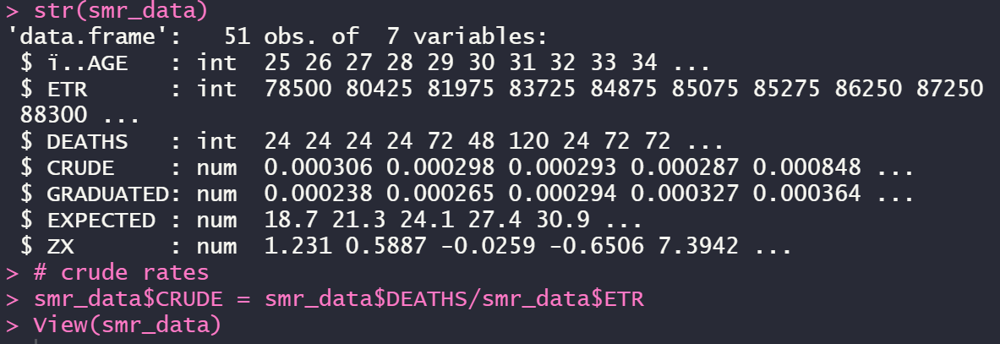 > str(smr_data)
'data.frame':   51 obs. of  7 variables:
 $ ï..AGE   : int  25 26 27 28 29 30 31 32 33 34 ...
 $ ETR      : int  78500 80425 81975 83725 84875 85075 85275 86250 87250
88300 ...
 $ DEATHS   : int  24 24 24 24 72 48 120 24 72 72 ...
 $ CRUDE    : num  0.000306 0.000298 0.000293 0.000287 0.000848 ...
 $ GRADUATED: num  0.000238 0.000265 0.000294 0.000327 0.000364 ...
 $ EXPECTED : num  18.7 21.3 24.1 27.4 30.9 ...
 $ ZX       : num  1.231 0.5887 -0.0259 -0.6506 7.3942 ...
> # crude rates
> smr_data$CRUDE = smr_data$DEATHS/smr_data$ETR
> View(smr_data)